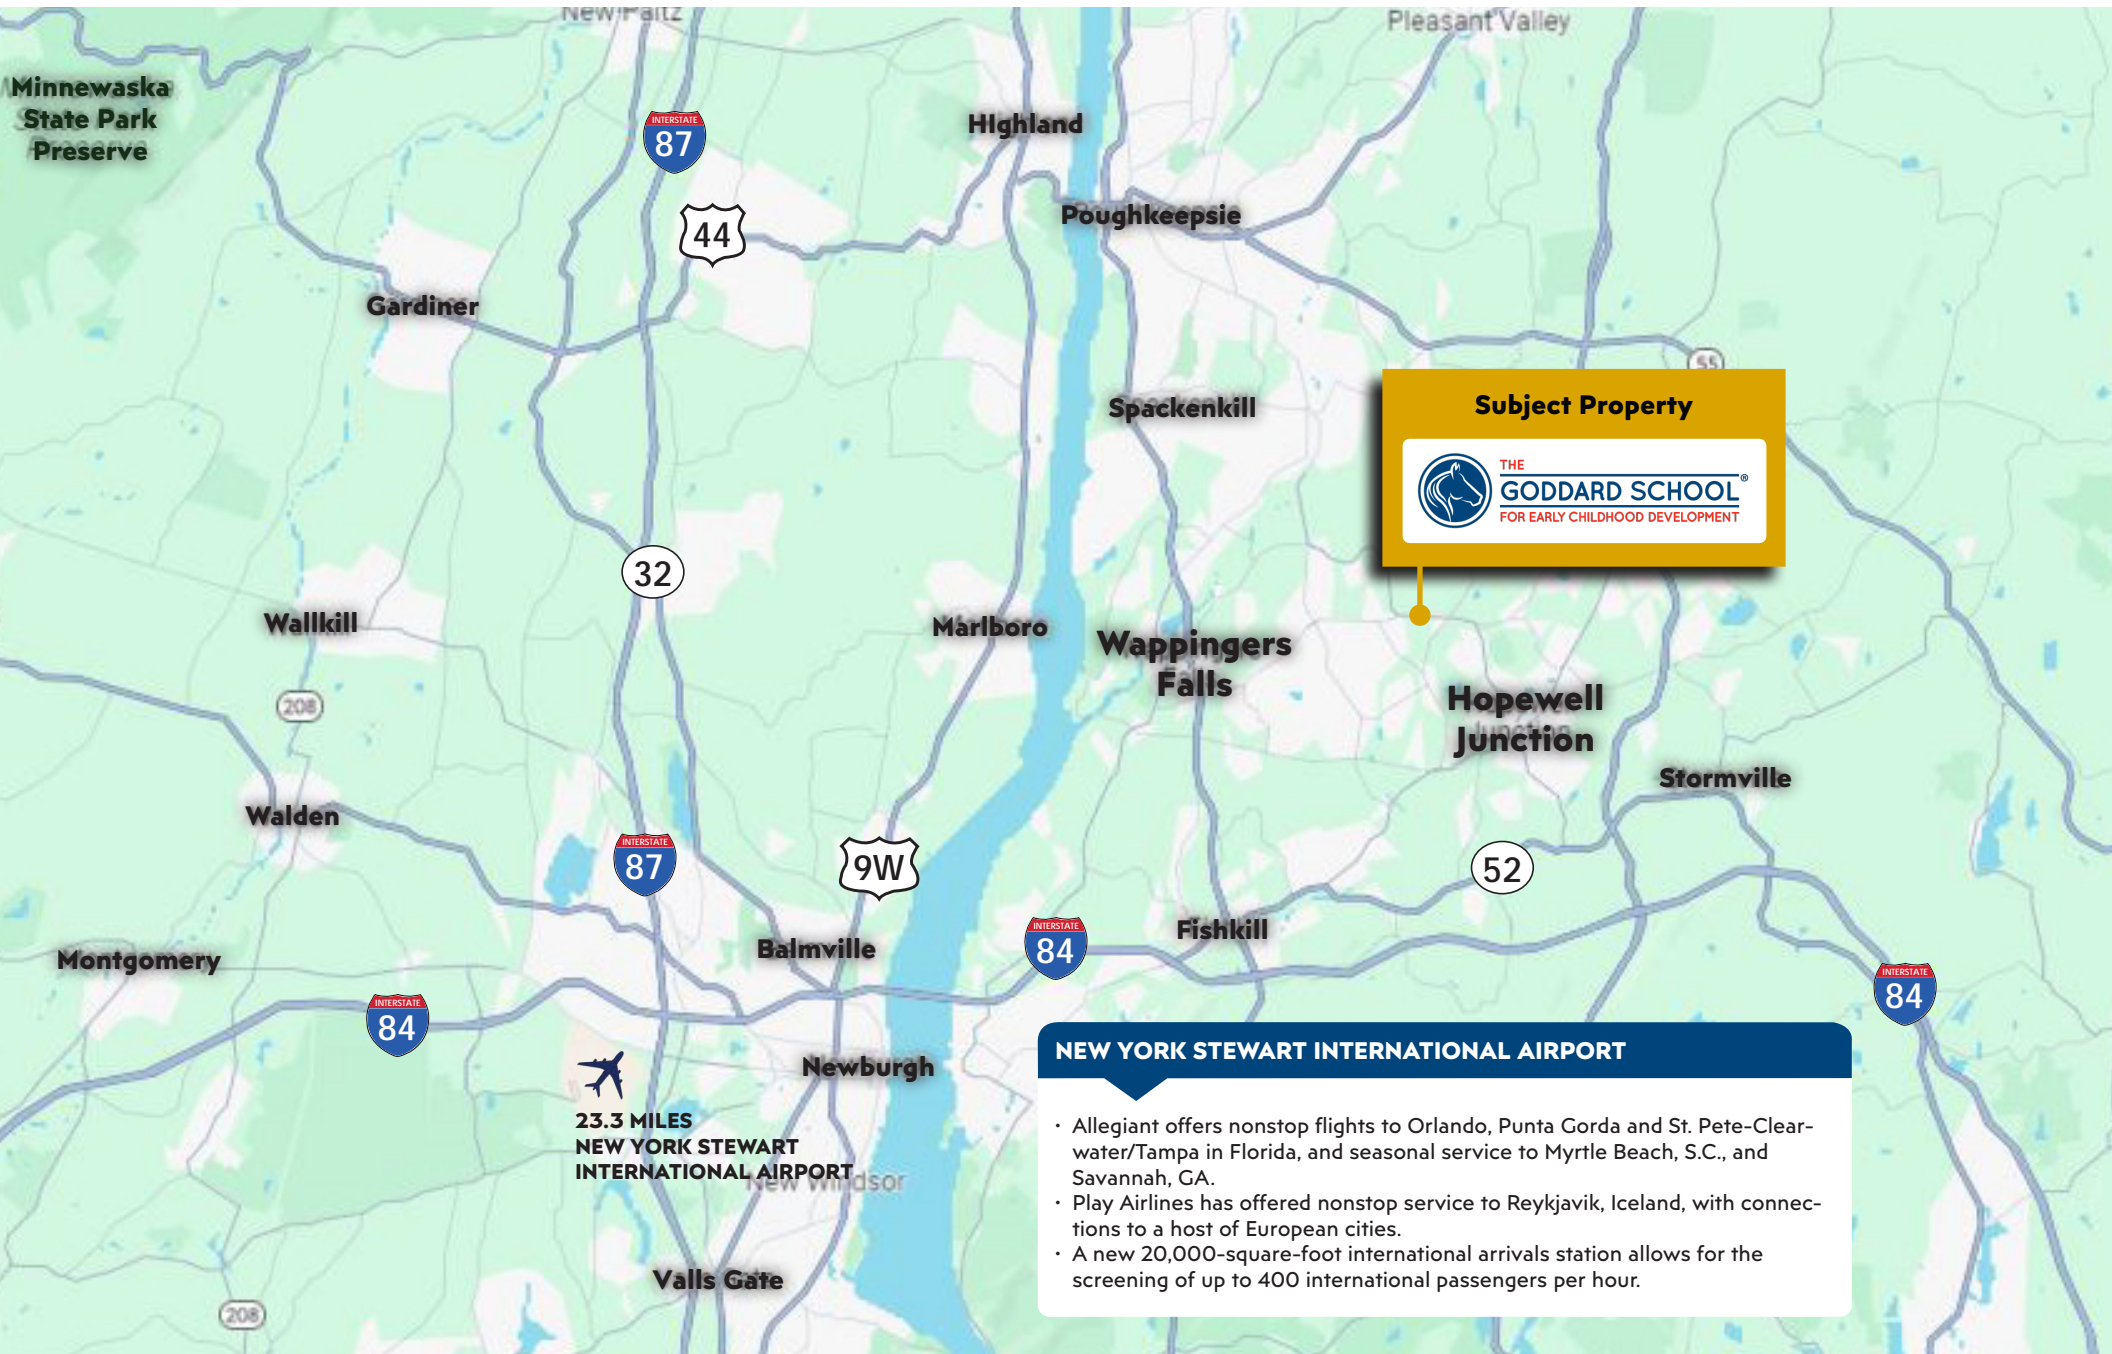 New Paltz
Pleasant Valley
Minnewaska
State Park
Preserve
INTERSTATE
87
HIghland
44
Poughkeepsie
Gardiner
55
Spackenkill
Subject Property
THE
GODDARD SCHOOL®
FOR EARLY CHILDHOOD DEVELOPMENT
32
Wallkill
Marlboro
Wappingers
Falls
208
Hopewell
Junction
Stormville
Walden
INTERSTATE
87
9W
52
Fishkill
INTERSTATE
84
Balmville
Montgomery
INTERSTATE
84
INTERSTATE
84
Newburgh
23.3 MILES
NEW YORK STEWART
INTERNATIONAL AIRPORT
New Windsor
Valls Gate
208
NEW YORK STEWART INTERNATIONAL AIRPORT
• Allegiant offers nonstop flights to Orlando, Punta Gorda and St. Pete-Clear-
water/Tampa in Florida, and seasonal service to Myrtle Beach, S.C., and
Savannah, GA.
• Play Airlines has offered nonstop service to Reykjavik, Iceland, with connec-
tions to a host of European cities.
• A new 20,000-square-foot international arrivals station allows for the
screening of up to 400 international passengers per hour.